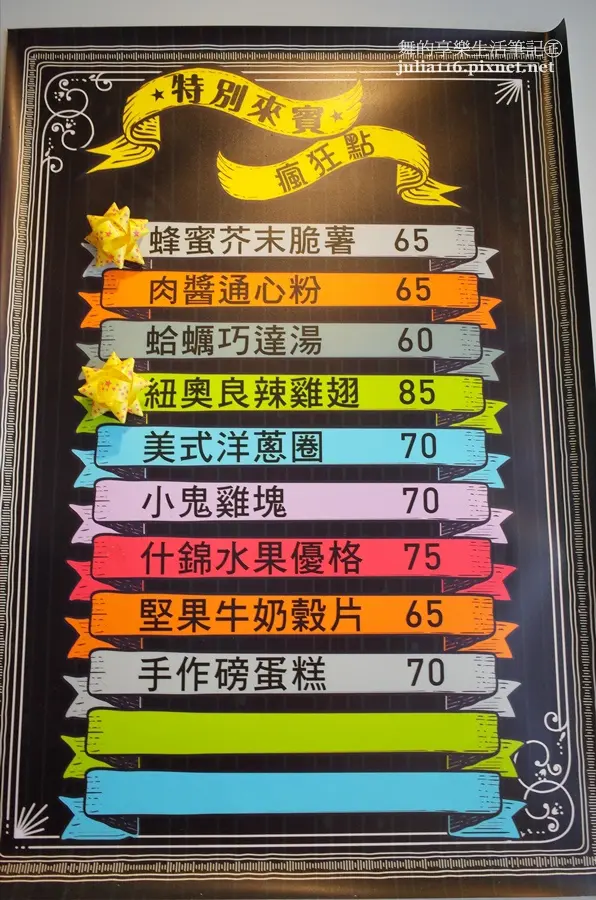 舞的享樂生活筆記㊣
julia116.pixnet.net
特別來賓
瘋狂點
蜂蜜芥末脆薯 65
肉醬通心粉 65
蛤蠣巧達湯 60
紐奧良辣雞翅 85
美式洋蔥圈 70
小鬼雞塊 70
什錦水果優格 75
堅果牛奶穀片 65
手作磅蛋糕 70